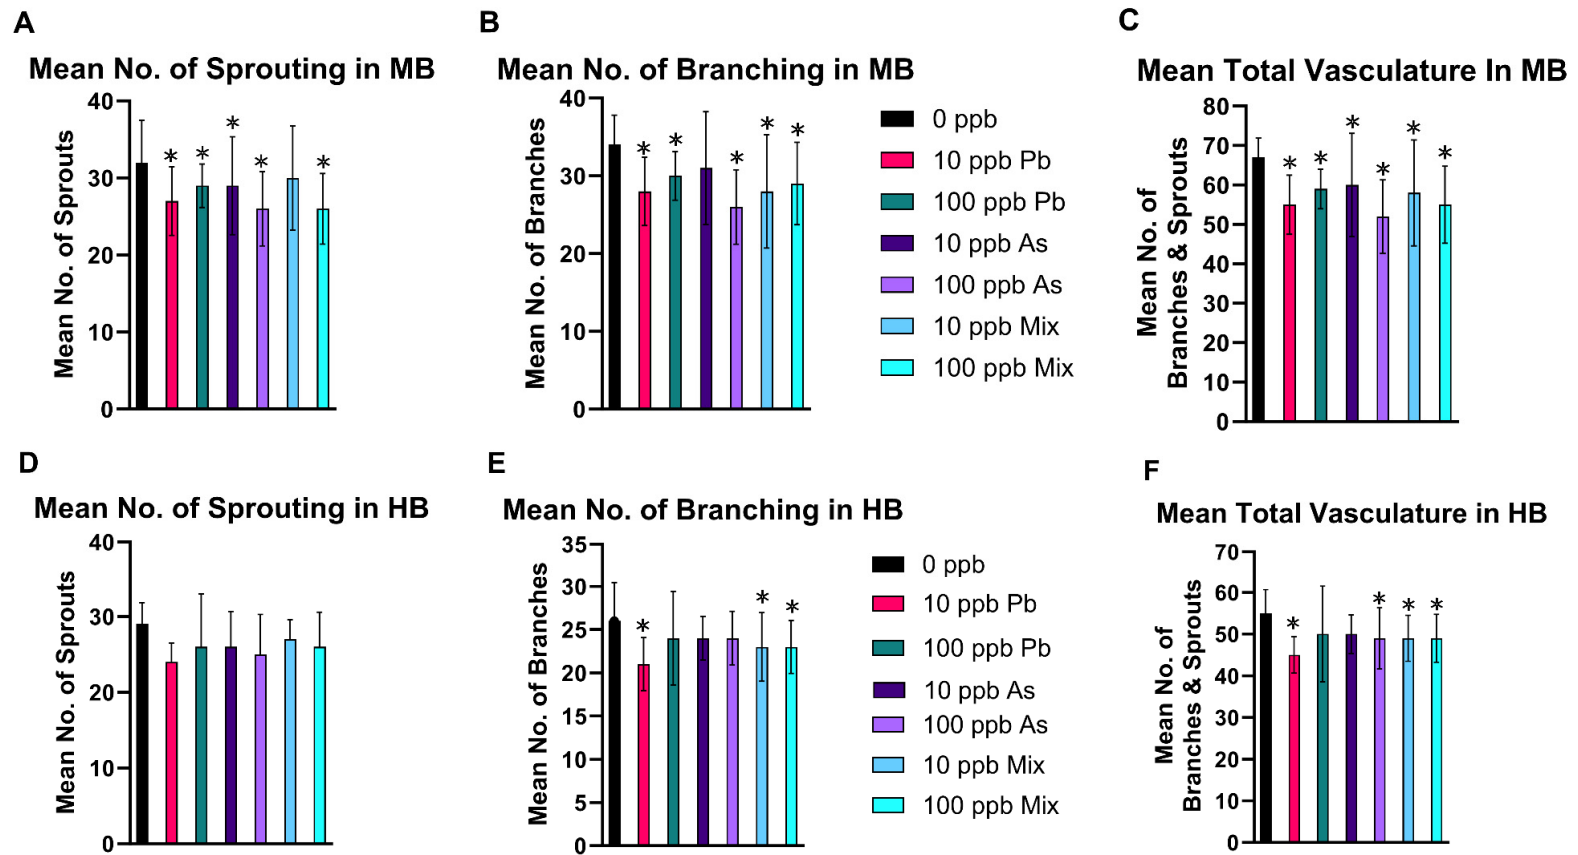 A
Mean No. of Sprouting in MB
Mean No. of Sprouts
40
30
20
10
0
* * * * *
B
Mean No. of Branching in MB
Mean No. of Branches
40
30
20
10
0
* * * * *
0 ppb
10 ppb Pb
100 ppb Pb
10 ppb As
100 ppb As
10 ppb Mix
100 ppb Mix
C
Mean Total Vasculature In MB
Mean No. of
Branches & Sprouts
80
70
60
50
40
30
20
10
0
* * * * * *
D
Mean No. of Sprouting in HB
Mean No. of Sprouts
40
30
20
10
0
E
Mean No. of Branching in HB
Mean No. of Branches
35
30
25
20
15
10
5
0
* * *
0 ppb
10 ppb Pb
100 ppb Pb
10 ppb As
100 ppb As
10 ppb Mix
100 ppb Mix
F
Mean Total Vasculature in HB
Mean No. of
Branches & Sprouts
70
60
50
40
30
20
10
0
* * * *